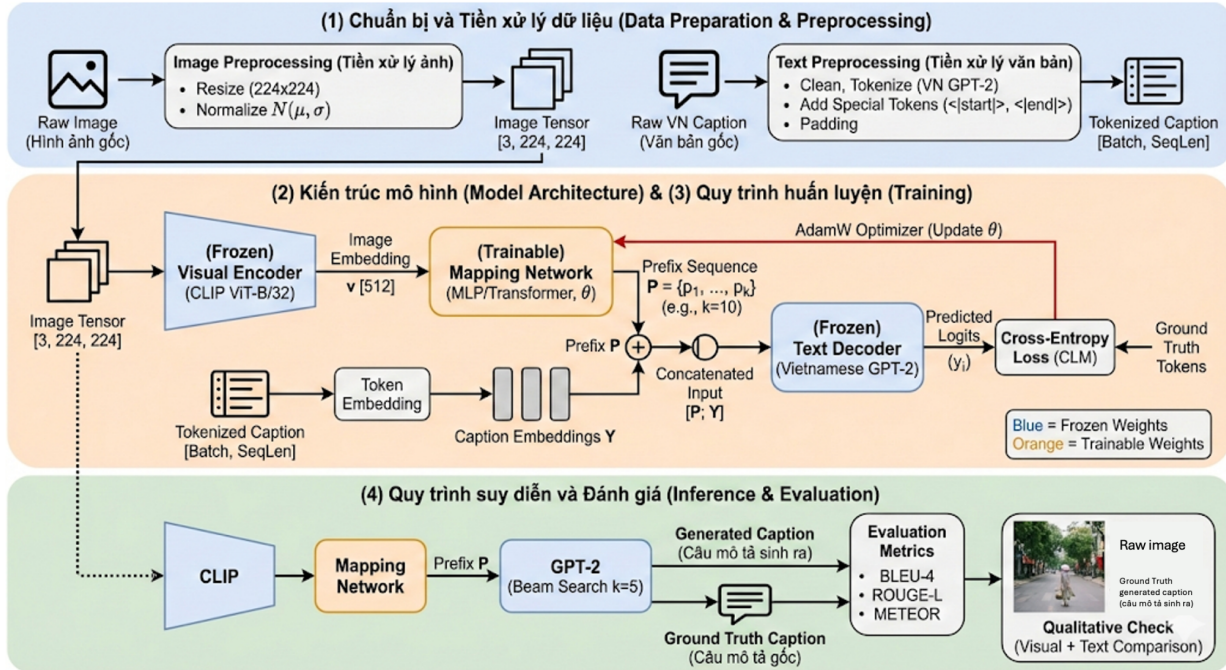 (1) Chuẩn bị và Tiền xử lý dữ liệu (Data Preparation & Preprocessing)
Raw Image
(Hình ảnh gốc)
Image Preprocessing (Tiền xử lý ảnh)
• Resize (224x224)
• Normalize N(μ, σ)
Image Tensor
[3, 224, 224]
Raw VN Caption
(Văn bản gốc)
Text Preprocessing (Tiền xử lý văn bản)
• Clean, Tokenize (VN GPT-2)
• Add Special Tokens (<|start|>, <|end|>)
• Padding
Tokenized Caption
[Batch, SeqLen]
(2) Kiến trúc mô hình (Model Architecture) & (3) Quy trình huấn luyện (Training)
Image Tensor
[3, 224, 224]
(Frozen)
Visual Encoder
(CLIP ViT-B/32)
Image
Embedding
v [512]
(Trainable)
Mapping Network
(MLP/Transformer, θ)
AdamW Optimizer (Update θ)
Prefix Sequence
P = {p₁, ..., pₖ}
(e.g., k=10)
Prefix P
Concatenated
Input
[P; Y]
(Frozen)
Text Decoder
(Vietnamese GPT-2)
Predicted
Logits
(yᵢ)
Cross-Entropy
Loss (CLM)
Ground
Truth
Tokens
Tokenized Caption
[Batch, SeqLen]
Token
Embedding
Caption Embeddings Y
Blue = Frozen Weights
Orange = Trainable Weights
(4) Quy trình suy diễn và Đánh giá (Inference & Evaluation)
CLIP
Mapping
Network
Prefix P
GPT-2
(Beam Search k=5)
Generated Caption
(Câu mô tả sinh ra)
Ground Truth Caption
(Câu mô tả gốc)
Evaluation
Metrics
• BLEU-4
• ROUGE-L
• METEOR
Raw image
Ground Truth
generated caption
(câu mô tả sinh ra)
Qualitative Check
(Visual + Text Comparison)